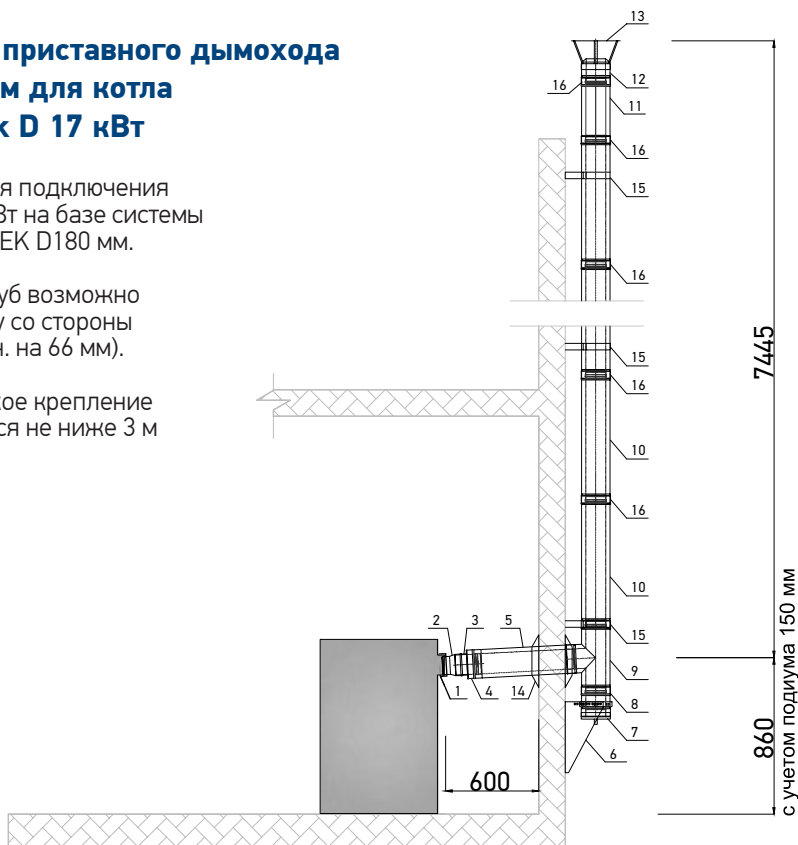 приставного дымохода
м для котла
k D 17 кВт
я подключения
Вт на базе системы
EK D180 мм.
уб возможно
у со стороны
н. на 66 мм).
кое крепление
ся не ниже 3 м
13
12
16
11
16
15
16
15
16
10
16
10
15
9
8
7
6
2
3
5
1
4
14
600
7445
860
с учетом подиума 150 мм